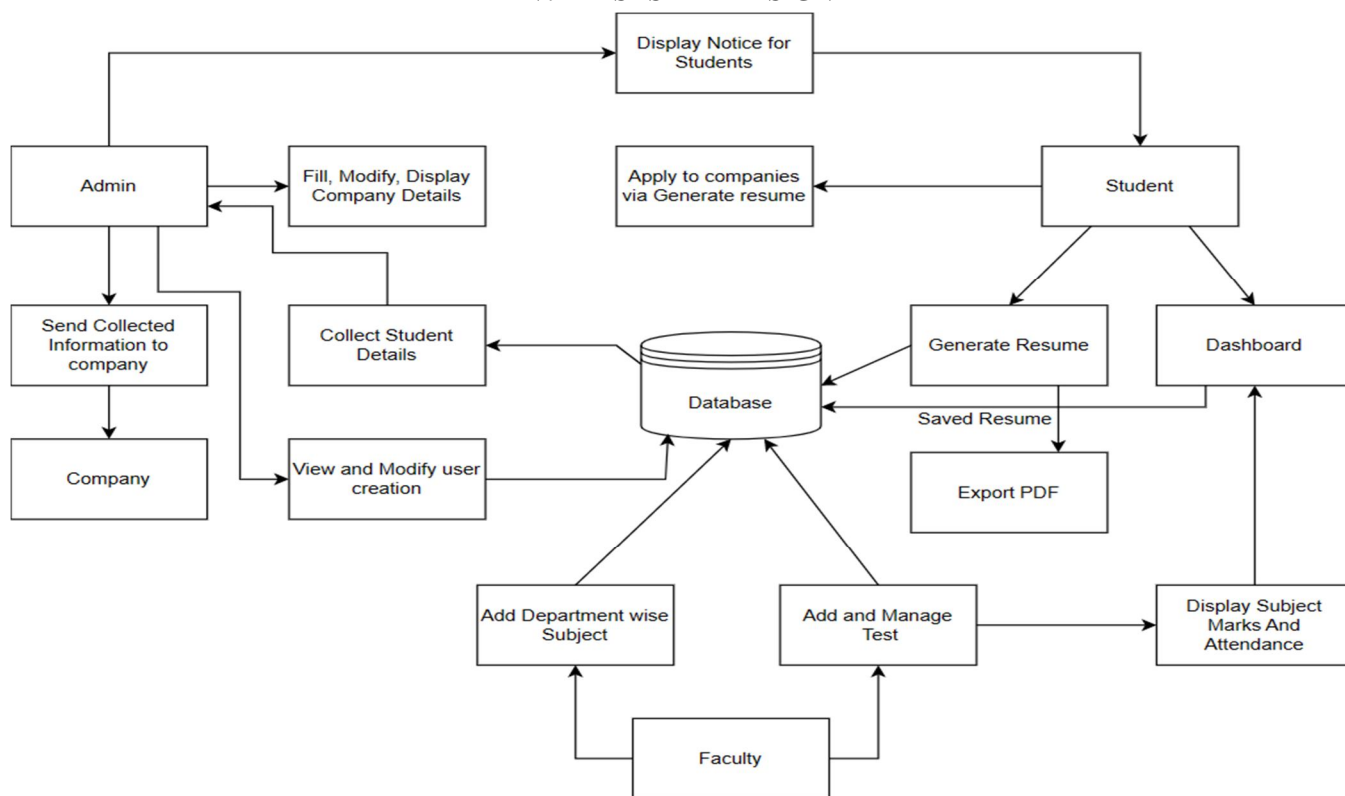 Display Notice for
Students
Admin
Fill, Modify, Display
Company Details
Apply to companies
via Generate resume
Student
Send Collected
Information to
company
Collect Student
Details
Database
Generate Resume
Dashboard
Saved Resume
Company
View and Modify user
creation
Export PDF
Add Department wise
Subject
Add and Manage
Test
Display Subject
Marks And
Attendance
Faculty